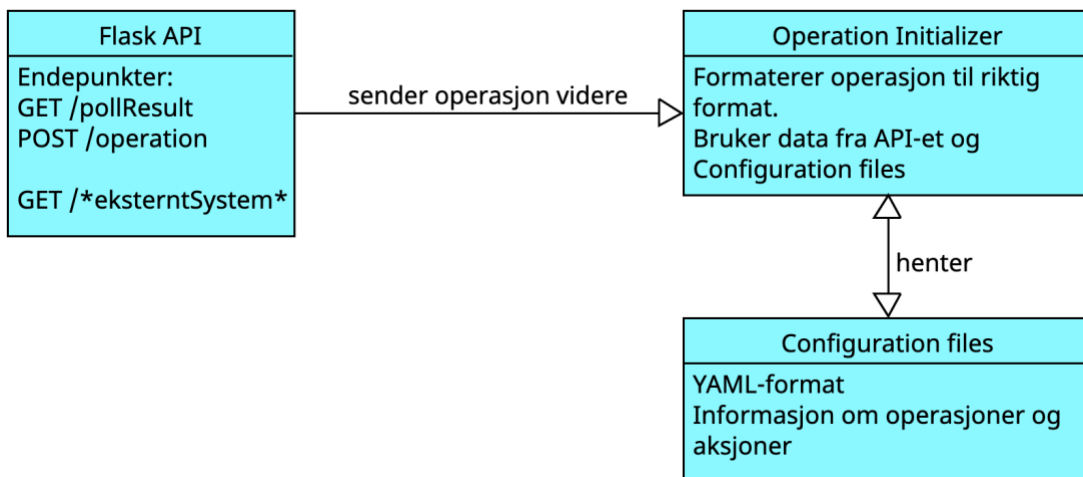 Flask API
Endepunkter:
GET /pollResult
POST /operation
GET /*eksterntSystem*
sender operasjon videre
Operation Initializer
Formaterer operasjon til riktig
format.
Bruker data fra API-et og
Configuration files
henter
Configuration files
YAML-format
Informasjon om operasjoner og
aksjoner